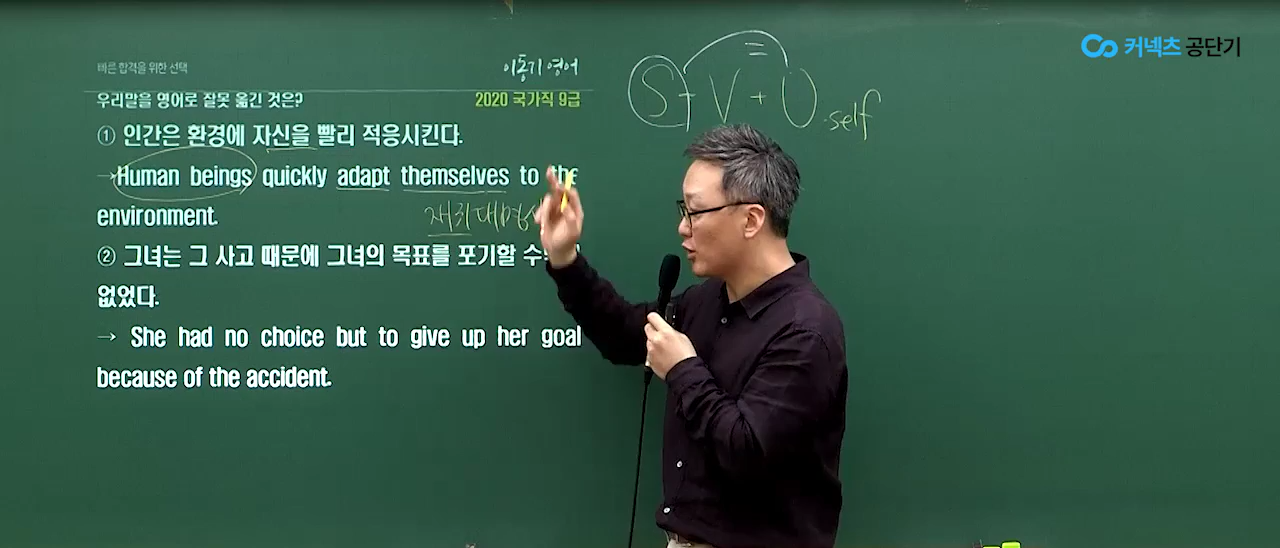 커넥츠 공단기
빠른 합격을 위한 선택
이동기 영어
우리말을 영어로 잘못 옮긴 것은?
2020 국가직 9급
S + V + O
self
① 인간은 환경에 자신을 빨리 적응시킨다.
→Human beings quickly adapt themselves to the
environment.
재귀대명
② 그녀는 그 사고 때문에 그녀의 목표를 포기할 수
없었다.
→ She had no choice but to give up her goal
because of the accident.